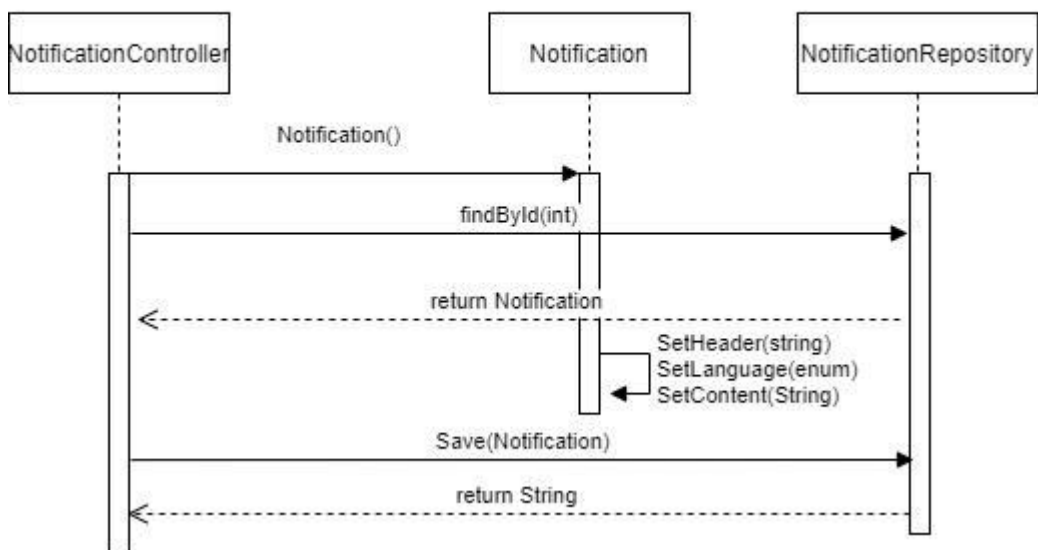 NotificationController
Notification
NotificationRepository
Notification()
findById(int)
return Notification
SetHeader(string)
SetLanguage(enum)
SetContent(String)
Save(Notification)
return String